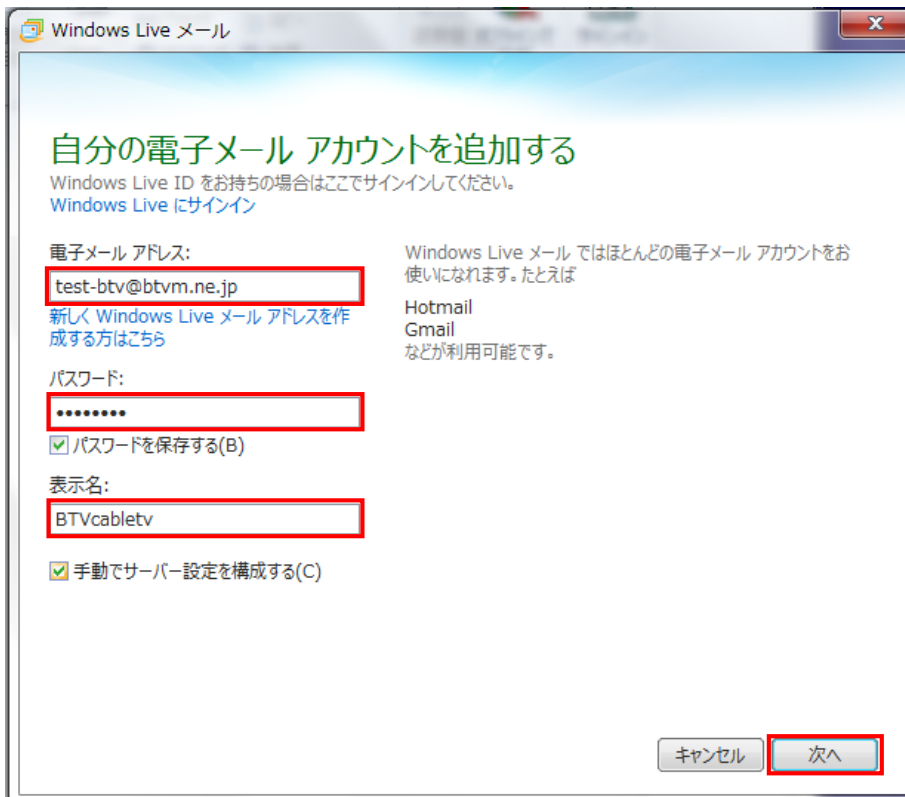 Windows Live メール
自分の電子メール アカウントを追加する
Windows Live ID をお持ちの場合はここでサインインしてください。
Windows Live にサインイン
電子メール アドレス:
test-btv@btvm.ne.jp
新しく Windows Live メール アドレスを作
成する方はこちら
パスワード:
••••••••
パスワードを保存する(B)
表示名:
BTVcabletv
手動でサーバー設定を構成する(C)
Windows Live メール ではほとんどの電子メール アカウントをお
使いになれます。たとえば
Hotmail
Gmail
などが利用可能です。
キャンセル
次へ